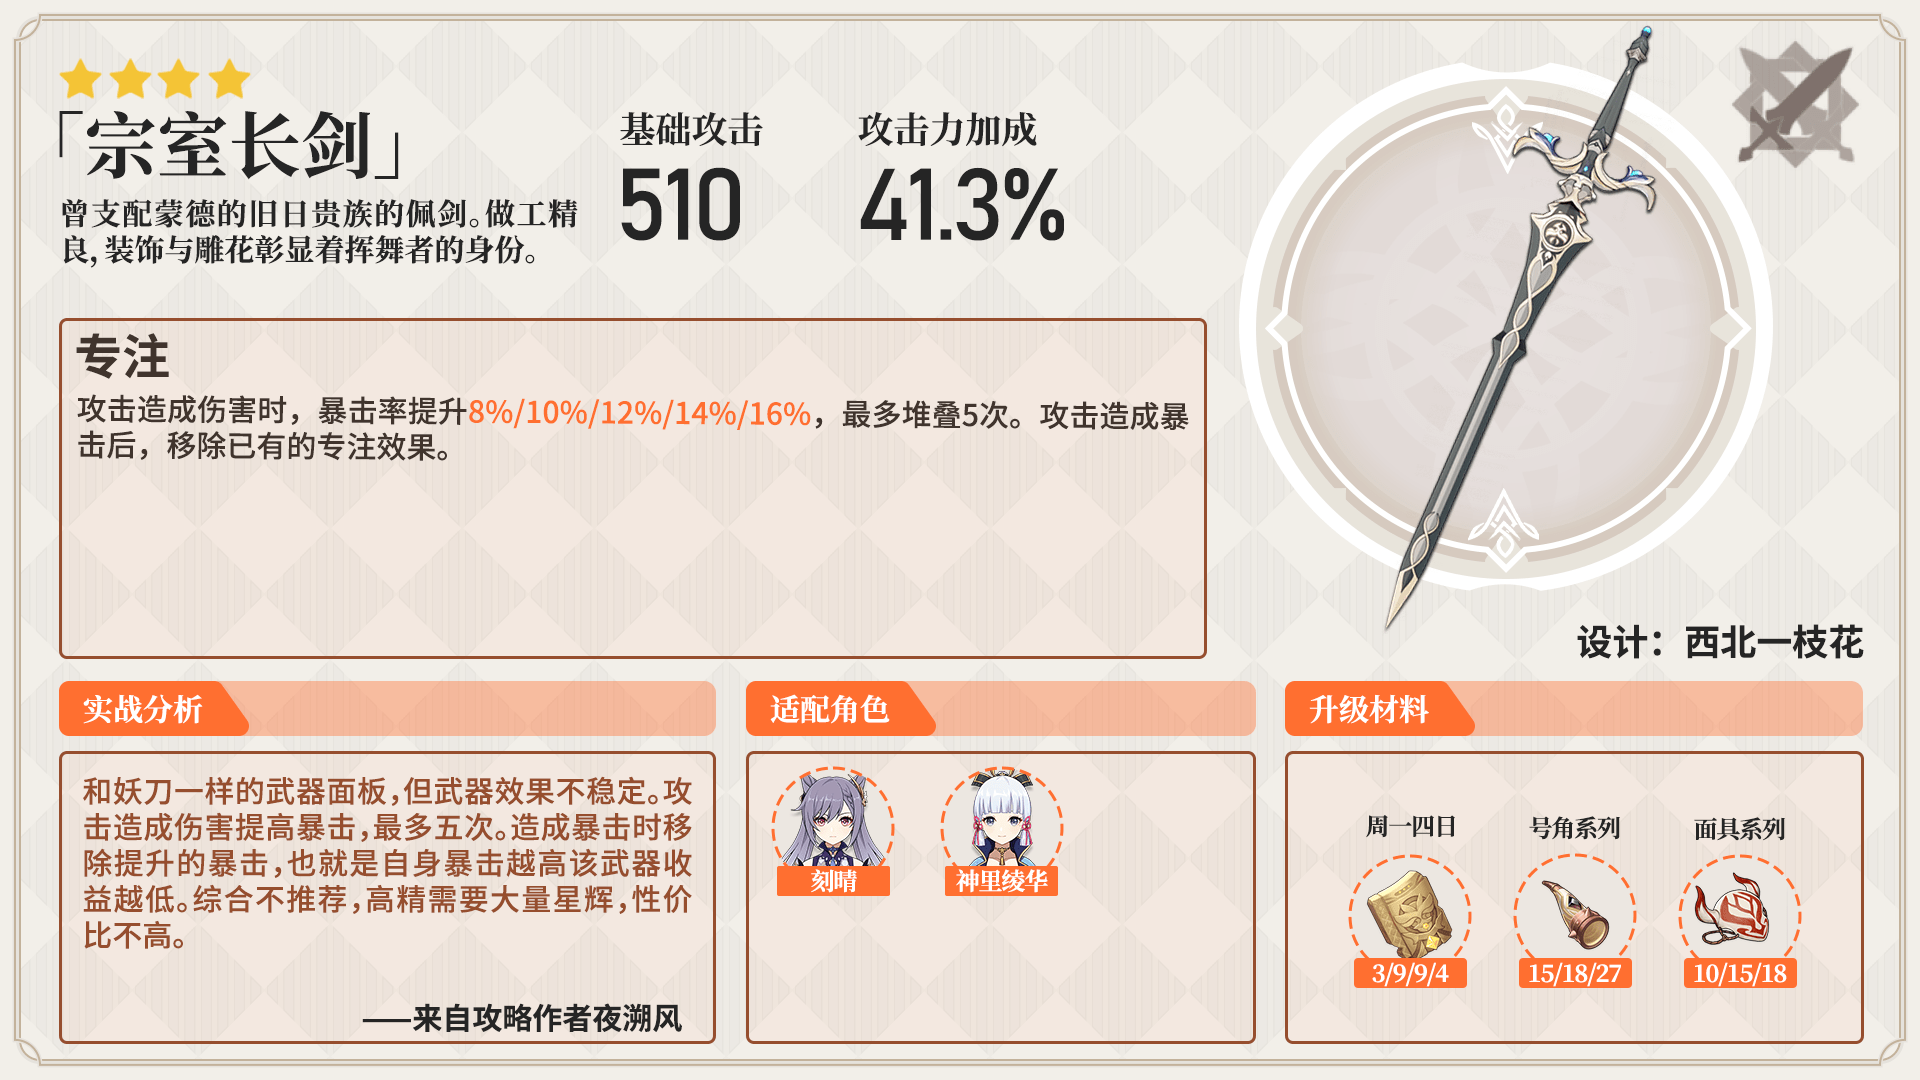 「宗室长剑」
曾支配蒙德的旧日贵族的佩剑。做工精
良,装饰与雕花彰显着挥舞者的身份。
基础攻击
510
攻击力加成
41.3%
专注
攻击造成伤害时，暴击率提升8%/10%/12%/14%/16%，最多堆叠5次。攻击造成暴
击后，移除已有的专注效果。
设计：西北一枝花
实战分析
和妖刀一样的武器面板,但武器效果不稳定。攻
击造成伤害提高暴击,最多五次。造成暴击时移
除提升的暴击,也就是自身暴击越高该武器收
益越低。综合不推荐,高精需要大量星辉,性价
比不高。
——来自攻略作者夜溯风
适配角色
刻晴
神里绫华
升级材料
周一四日
3/9/9/4
号角系列
15/18/27
面具系列
10/15/18